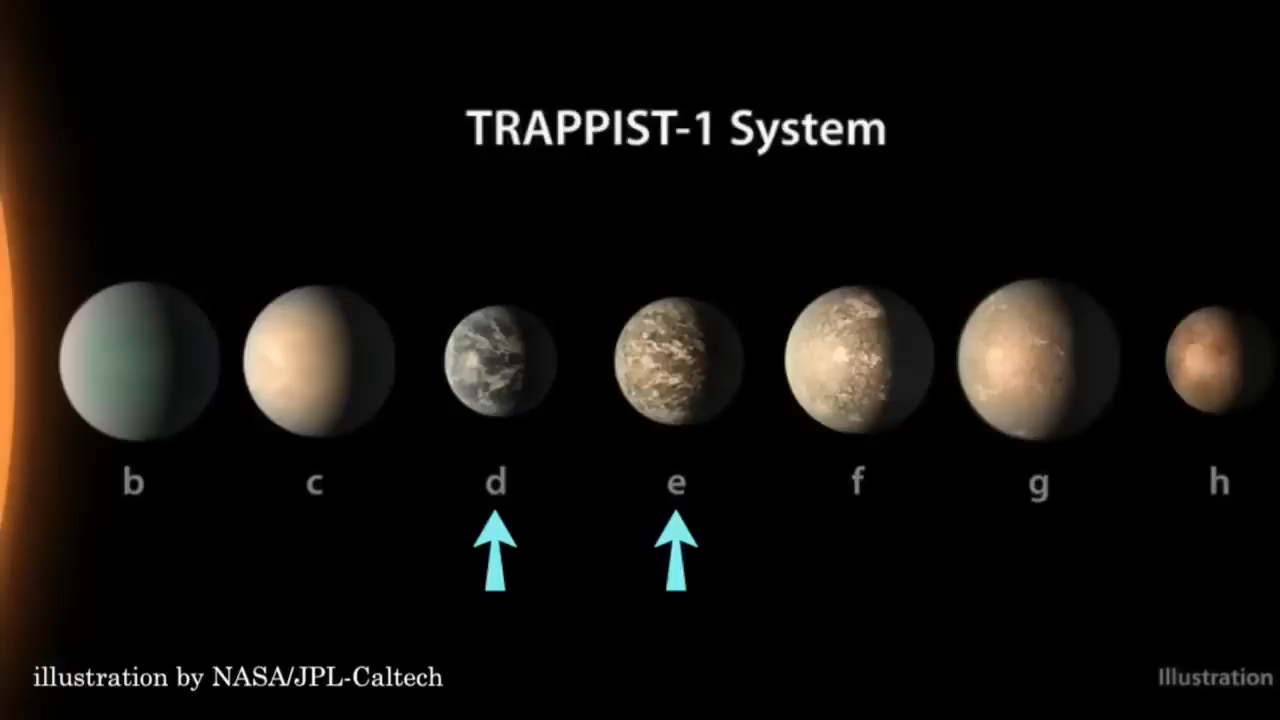 TRAPPIST-1 System
b c d e f g h
illustration by NASA/JPL-Caltech
Illustration